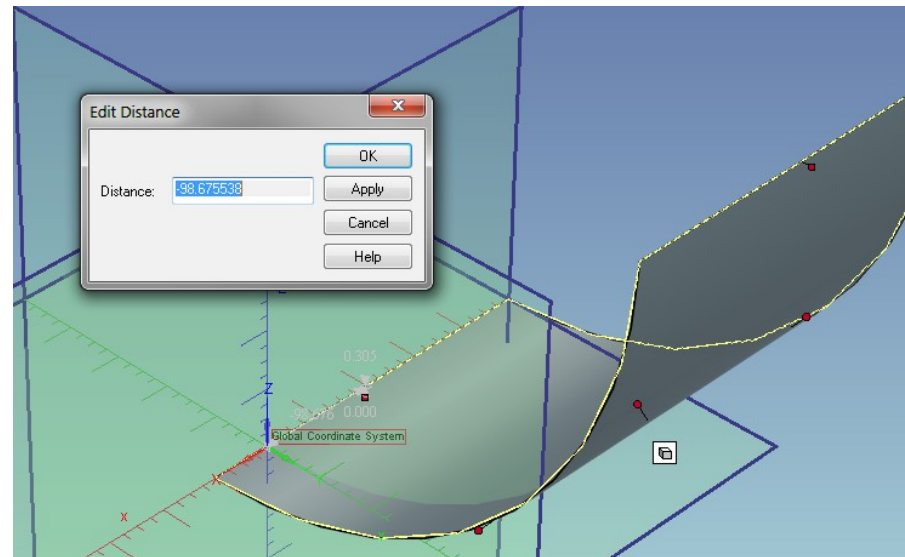 Edit Distance
OK
Distance: -98.675538
Apply
Cancel
Help
Z
0.305
0.000
Z
Global Coordinate System
X
X